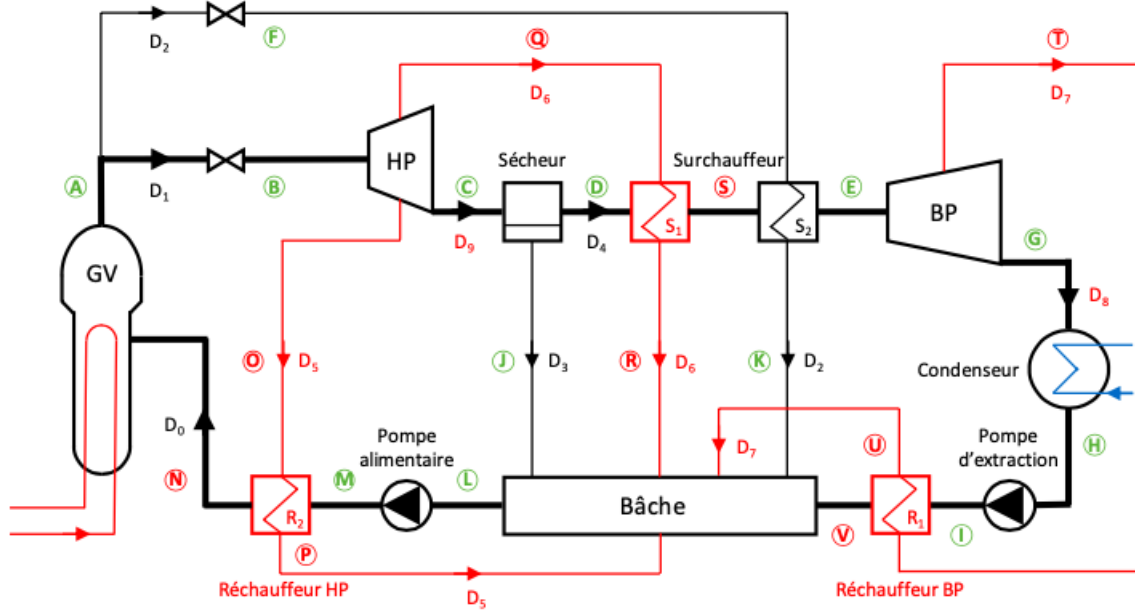 F
Q
T
D2
D6
D7
HP
Sécheur
Surchauffeur
A
D1
B
C
D
S
E
BP
D9
D4
S1
S2
G
GV
D8
O
D5
J
D3
R
D6
K
D2
Condenseur
D0
Pompe
alimentaire
D7
U
Pompe
d'extraction
H
N
R2
M
L
Bâche
V
R1
I
P
Réchauffeur HP
D5
Réchauffeur BP